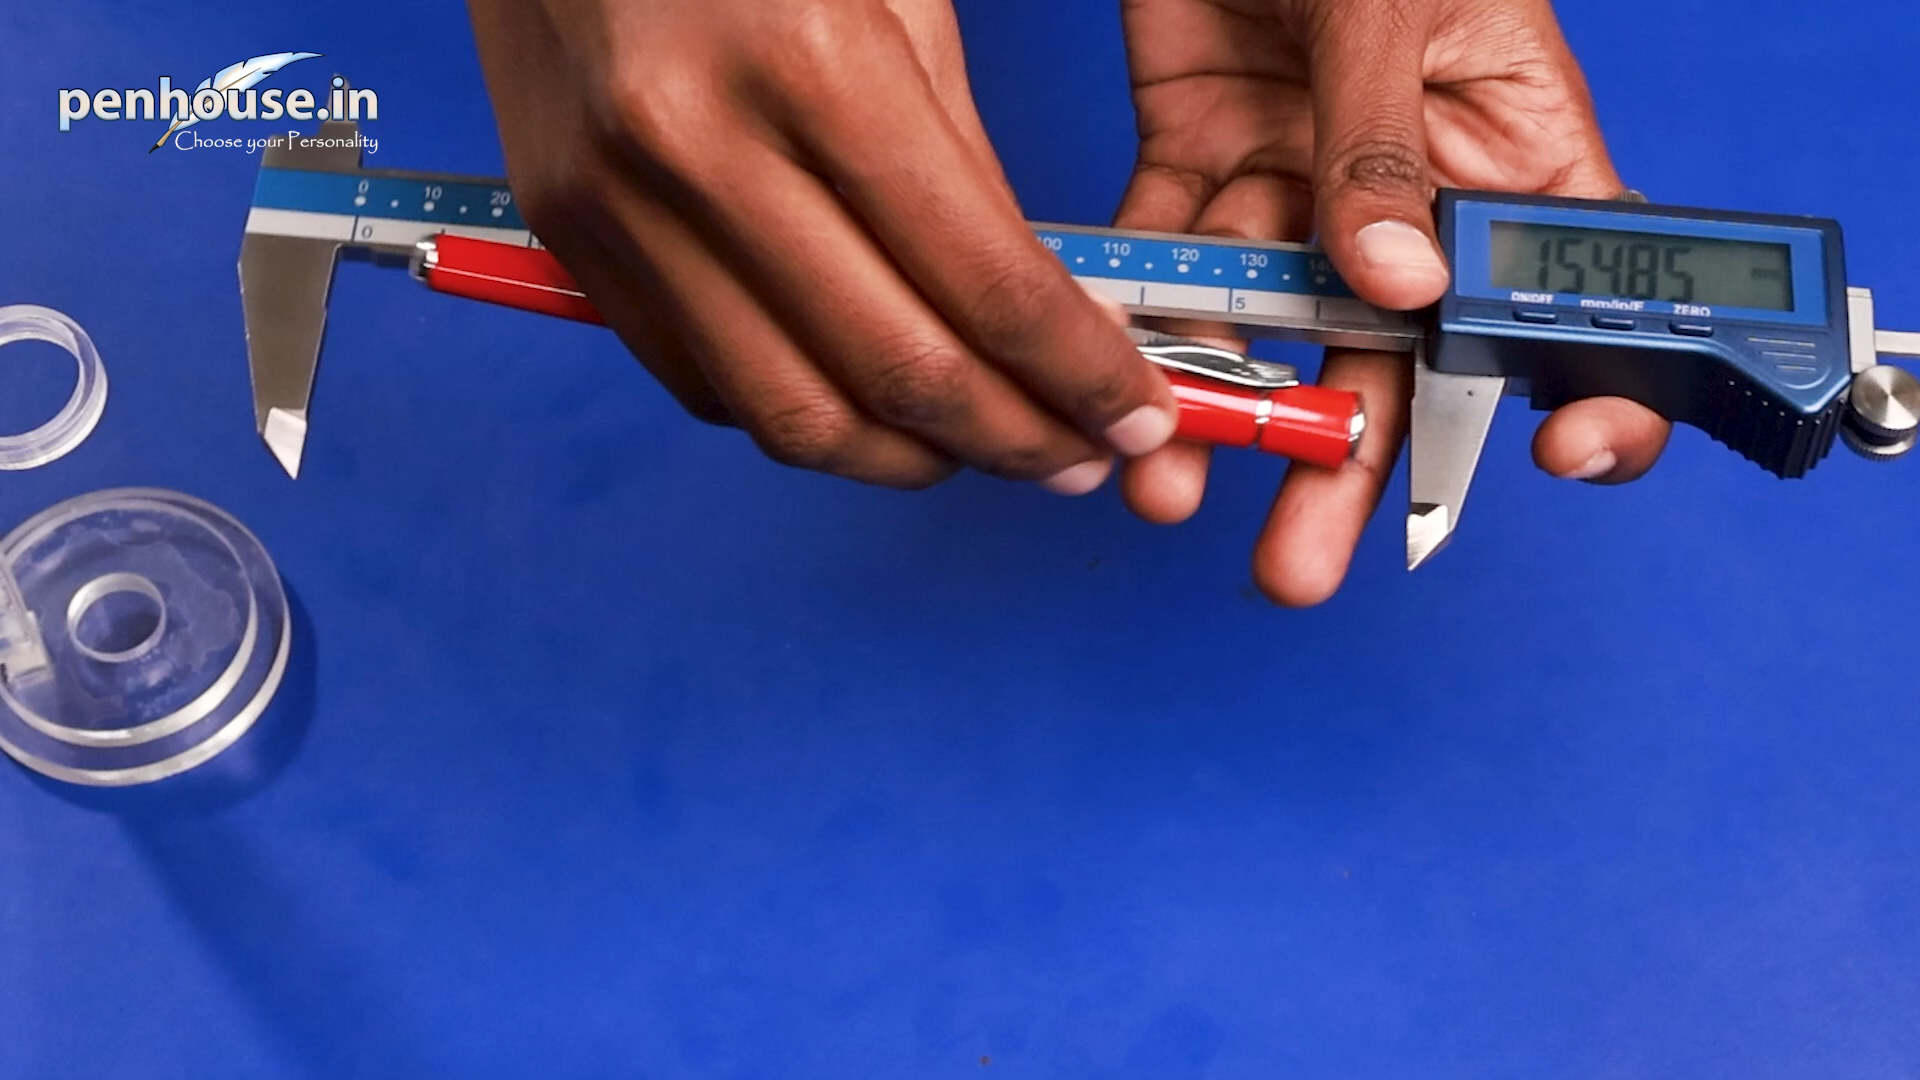 penhouse.in
Choose your Personality
0 10 20 100 110 120 130 140
0 5
154.85
ON/OFF mm/in/F ZERO